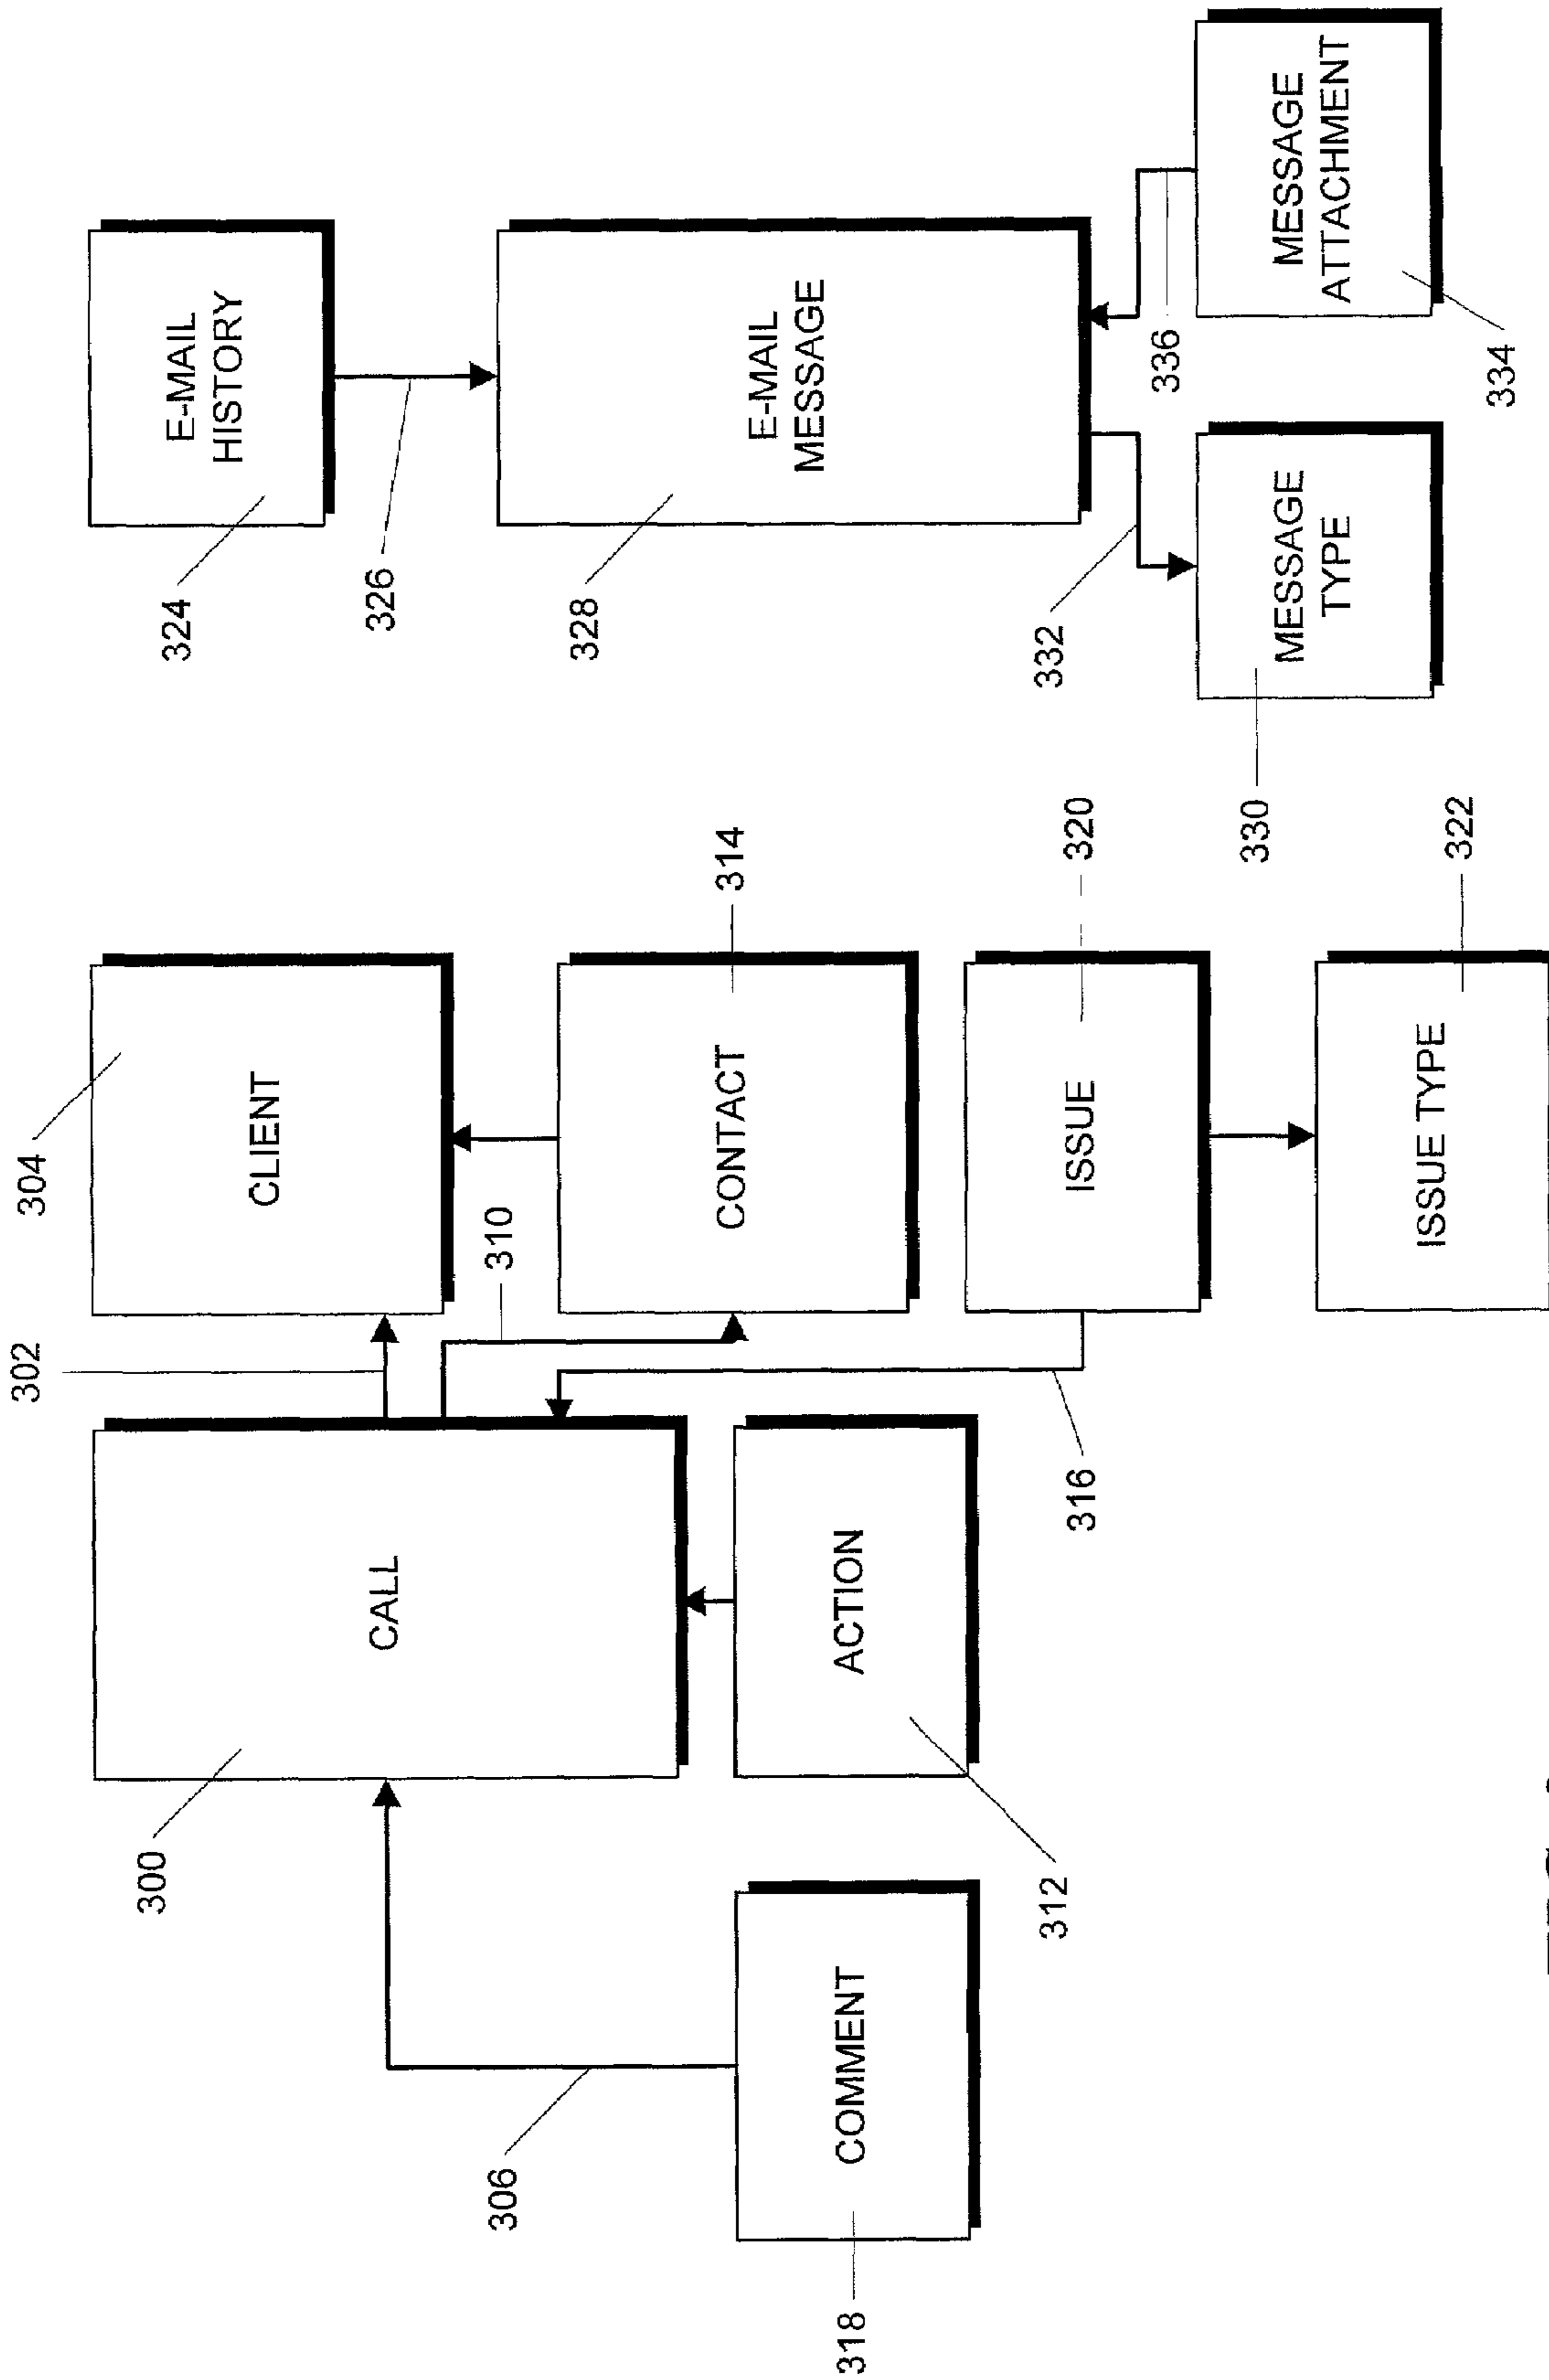 302
304
CLIENT
310
CONTACT
314
300
CALL
306
COMMENT
318
ACTION
312
316
ISSUE
320
ISSUE TYPE
322
324
E-MAIL
HISTORY
326
328
E-MAIL
MESSAGE
332
336
330
MESSAGE
TYPE
MESSAGE
ATTACHMENT
334